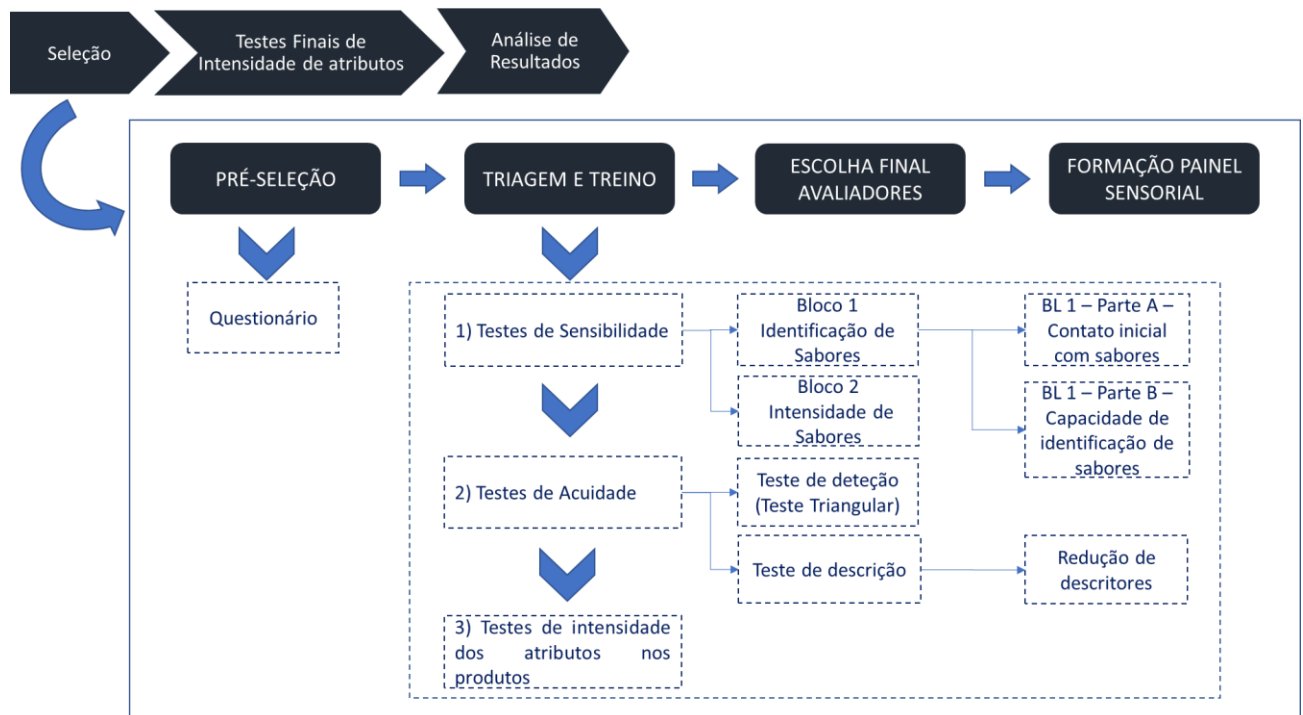 Seleção
Testes Finais de
Intensidade de atributos
Análise de
Resultados
PRÉ-SELEÇÃO
TRIAGEM E TREINO
ESCOLHA FINAL
AVALIADORES
FORMAÇÃO PAINEL
SENSORIAL
Questionário
1) Testes de Sensibilidade
Bloco 1
Identificação de
Sabores
BL 1 – Parte A –
Contato inicial
com sabores
Bloco 2
Intensidade de
Sabores
BL 1 – Parte B –
Capacidade de
identificação de
sabores
2) Testes de Acuidade
Teste de deteção
(Teste Triangular)
Teste de descrição
Redução de
descritores
3) Testes de intensidade
dos atributos nos
produtos